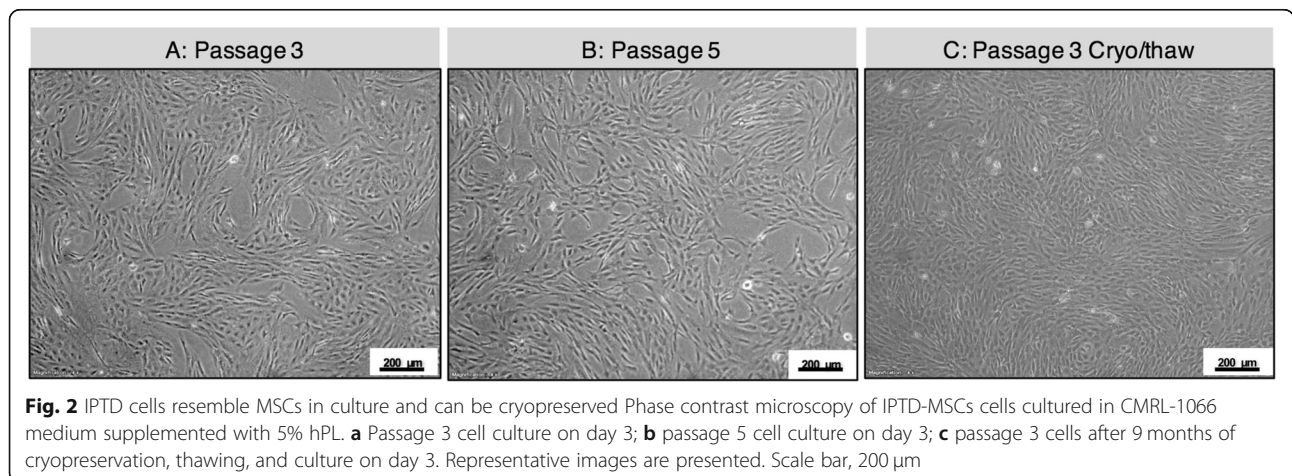 A: Passage 3
B: Passage 5
C: Passage 3 Cryo/thaw
200 µm
200 µm
200 µm
Fig. 2 IPTD cells resemble MSCs in culture and can be cryopreserved Phase contrast microscopy of IPTD-MSCs cells cultured in CMRL-1066
medium supplemented with 5% hPL. a Passage 3 cell culture on day 3; b passage 5 cell culture on day 3; c passage 3 cells after 9 months of
cryopreservation, thawing, and culture on day 3. Representative images are presented. Scale bar, 200 µm